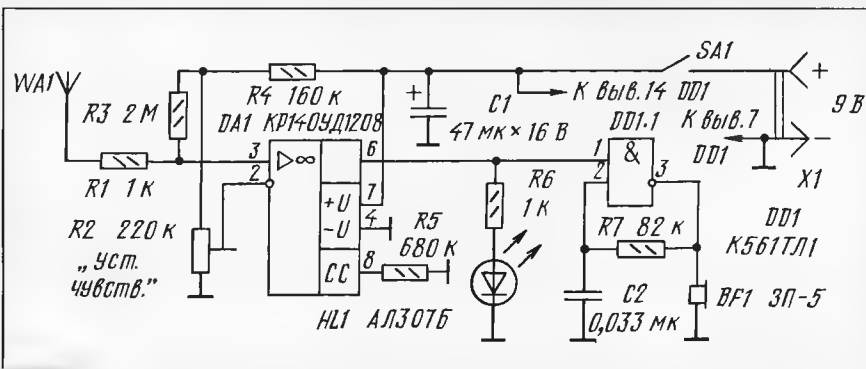 WA1
R3 2 М
R4 160 к
DA1 КР140УД1208
R1 1 к
R2 220 к
„уст.
чувств.”
3
2
▷∞
6
7
+U
-U
4
CC
8
R5
680 к
+
C1
47 мк × 16 В
К выв. 14 DD1
SA1
+
9 В
К выв. 7
DD1
-
X1
R6
1 к
HL1 АЛ307Б
DD1.1
1
2
&
3
R7 82 к
C2
0,033 мк
DD1
К561ТЛ1
BF1 ЗП-5